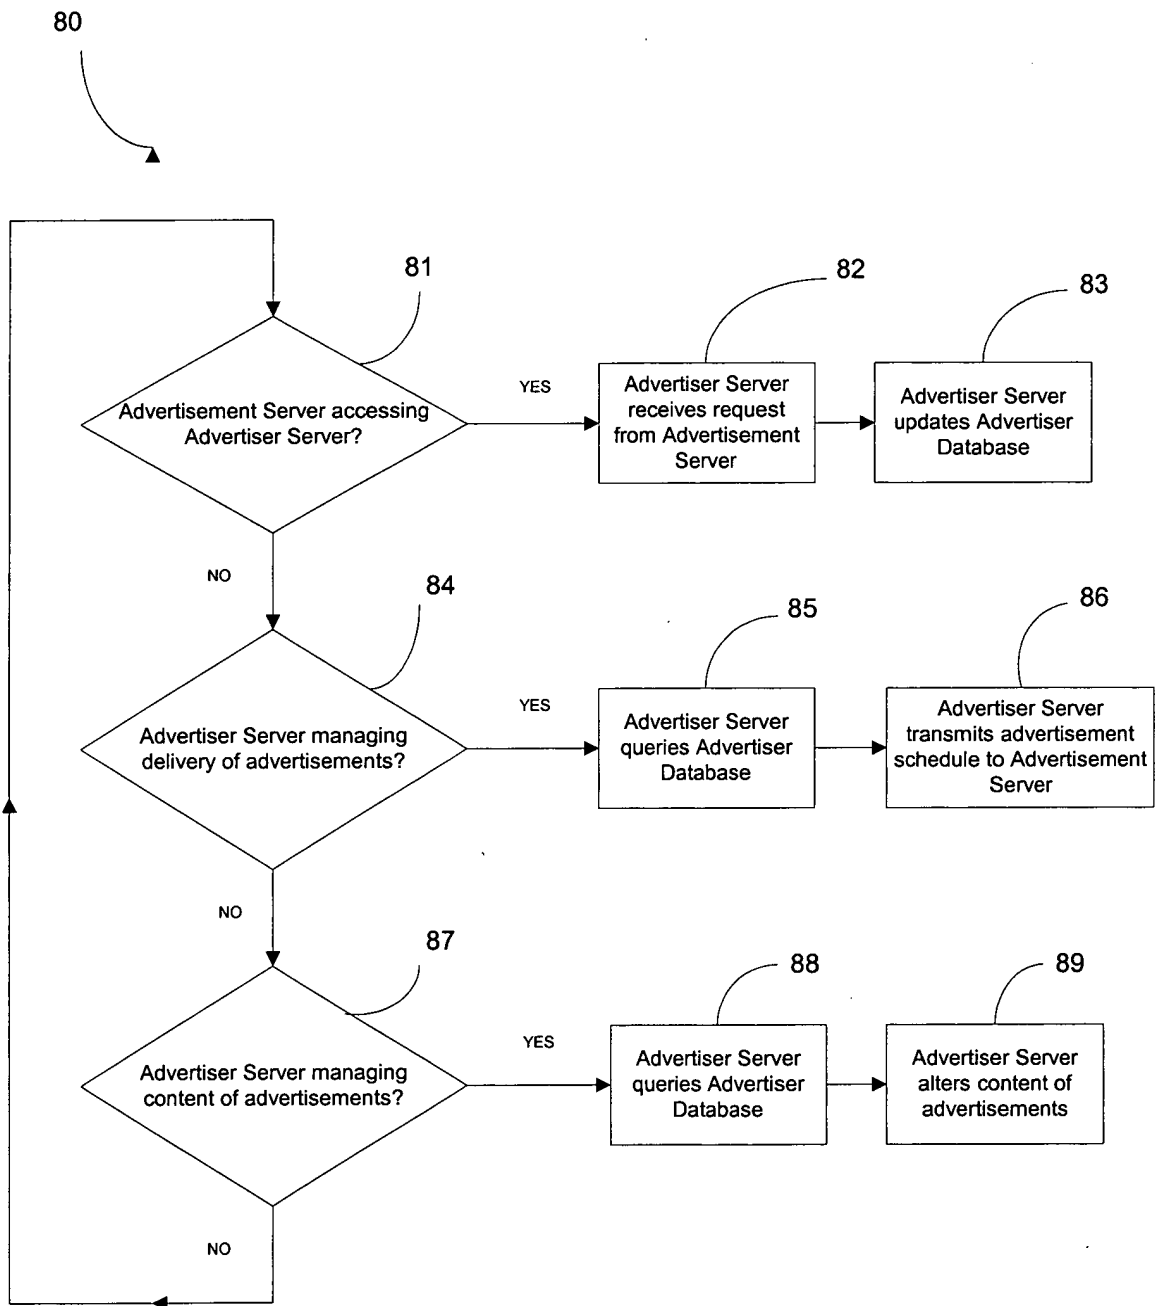 80
81
82
83
Advertisement Server accessing
Advertiser Server?
YES
Advertiser Server
receives request
from Advertisement
Server
Advertiser Server
updates Advertiser
Database
NO
84
85
86
Advertiser Server managing
delivery of advertisements?
YES
Advertiser Server
queries Advertiser
Database
Advertiser Server
transmits advertisement
schedule to Advertisement
Server
NO
87
88
89
Advertiser Server managing
content of advertisements?
YES
Advertiser Server
queries Advertiser
Database
Advertiser Server
alters content of
advertisements
NO